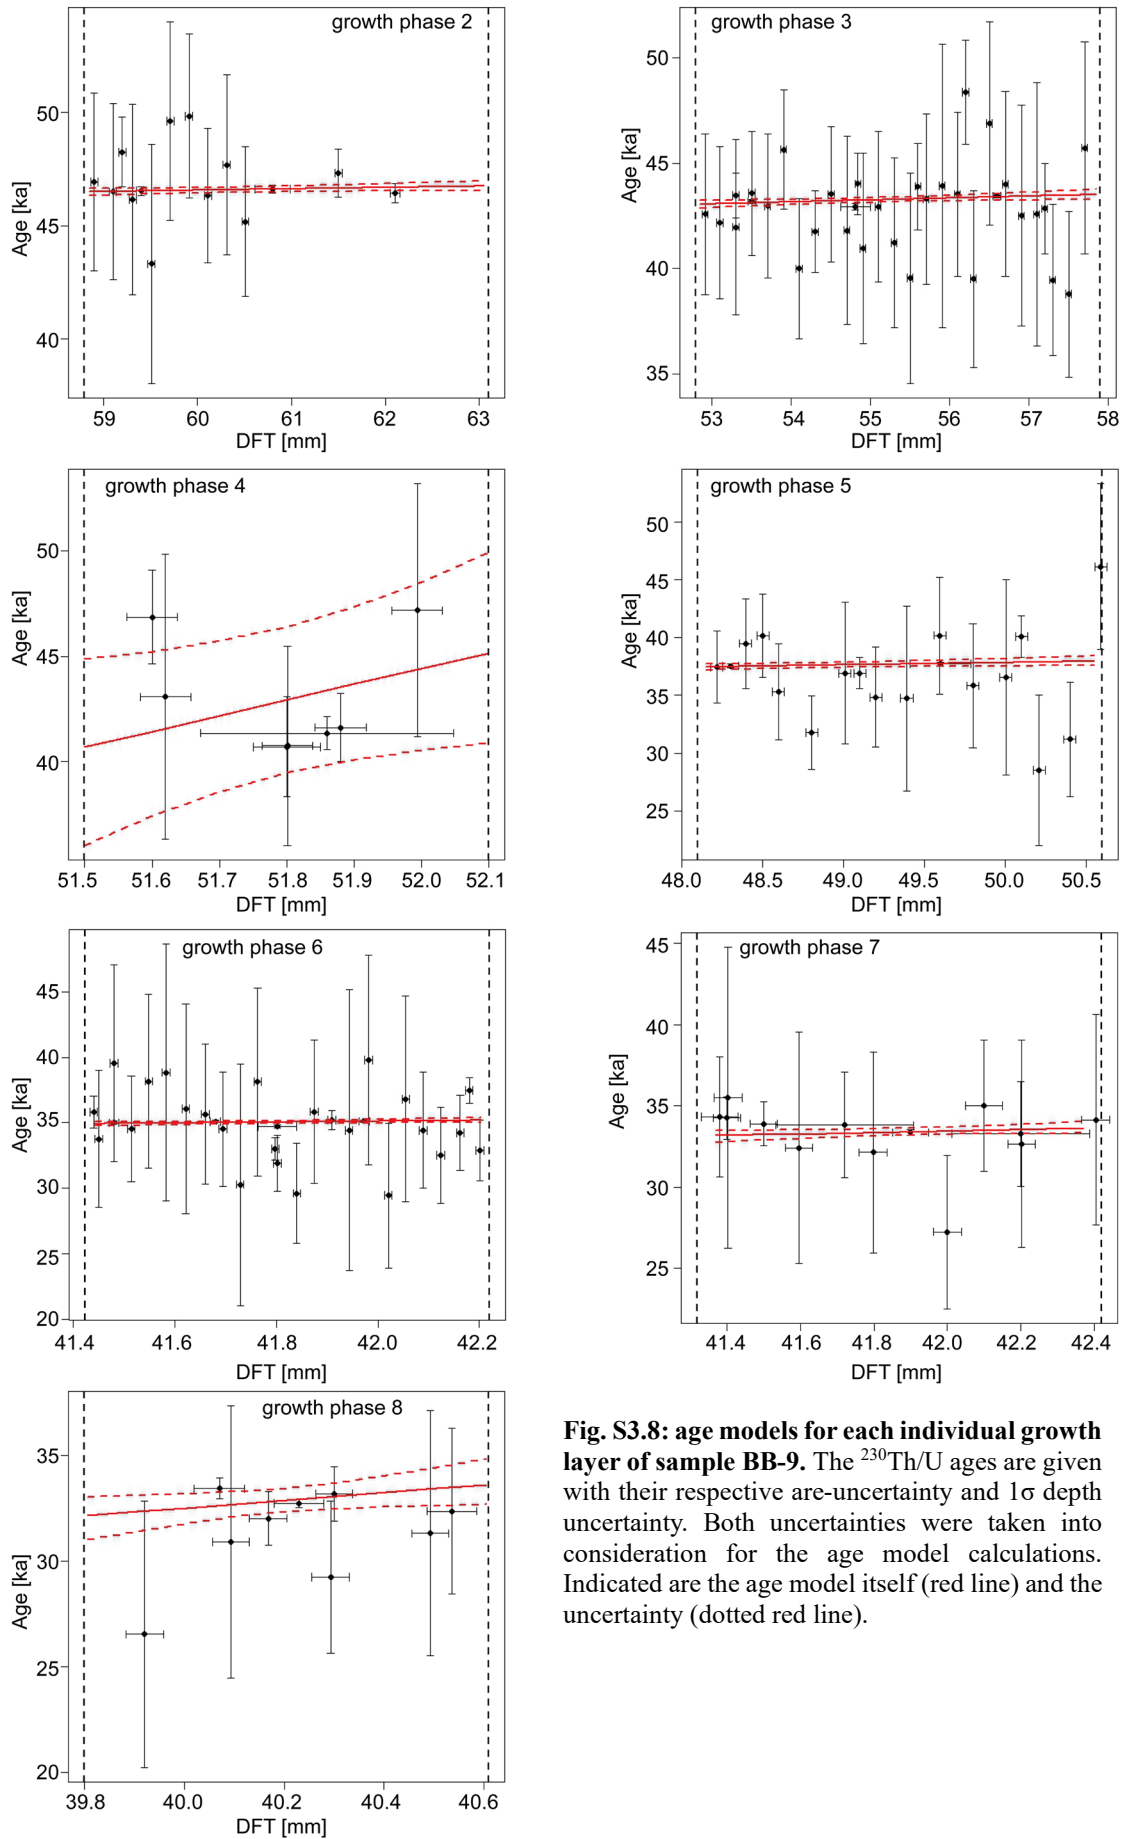 growth phase 2
Age [ka]
50
45
40
59 60 61 62 63
DFT [mm]
growth phase 3
Age [ka]
50
45
40
35
53 54 55 56 57 58
DFT [mm]
growth phase 4
Age [ka]
50
45
40
51.5 51.6 51.7 51.8 51.9 52.0 52.1
DFT [mm]
growth phase 5
Age [ka]
50
45
40
35
30
25
48.0 48.5 49.0 49.5 50.0 50.5
DFT [mm]
growth phase 6
Age [ka]
45
40
35
30
25
20
41.4 41.6 41.8 42.0 42.2
DFT [mm]
growth phase 7
Age [ka]
45
40
35
30
25
41.4 41.6 41.8 42.0 42.2 42.4
DFT [mm]
growth phase 8
Age [ka]
35
30
25
20
39.8 40.0 40.2 40.4 40.6
DFT [mm]
Fig. S3.8: age models for each individual growth
layer of sample BB-9. The ²³⁰Th/U ages are given
with their respective are-uncertainty and 1σ depth
uncertainty. Both uncertainties were taken into
consideration for the age model calculations.
Indicated are the age model itself (red line) and the
uncertainty (dotted red line).